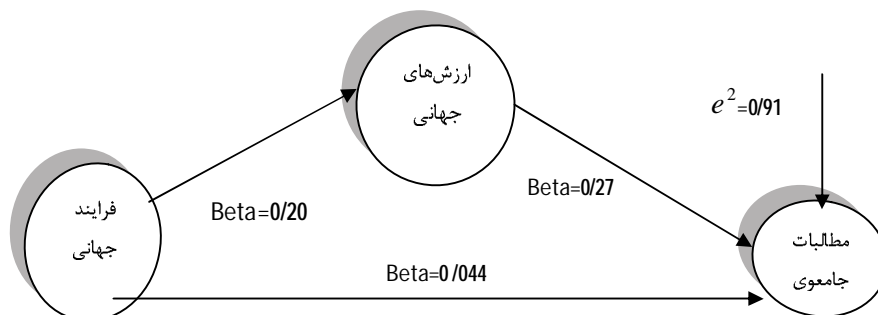 ارزش‌های
جهانی
e²=0/91
فرایند
جهانی
Beta=0/20
Beta=0/27
مطالبات
جامعوی
Beta=0/044